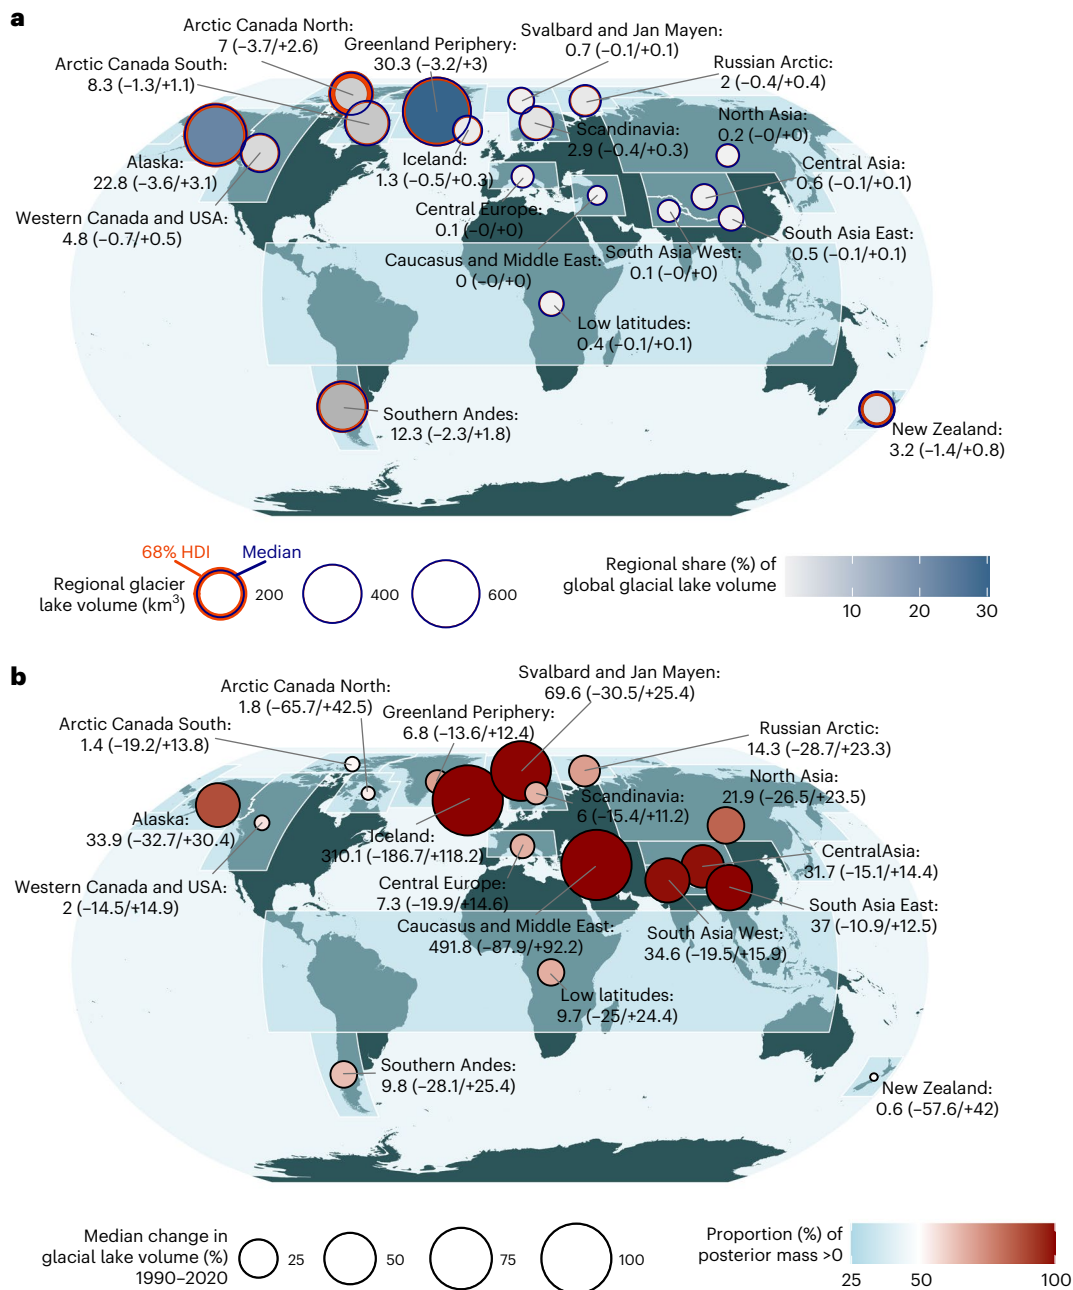 a
Arctic Canada North:
7 (−3.7/+2.6)
Svalbard and Jan Mayen:
0.7 (−0.1/+0.1)
Greenland Periphery:
30.3 (−3.2/+3)
Arctic Canada South:
8.3 (−1.3/+1.1)
Russian Arctic:
2 (−0.4/+0.4)
North Asia:
0.2 (−0/+0)
Scandinavia:
2.9 (−0.4/+0.3)
Alaska:
22.8 (−3.6/+3.1)
Iceland:
1.3 (−0.5/+0.3)
Central Asia:
0.6 (−0.1/+0.1)
Western Canada and USA:
4.8 (−0.7/+0.5)
Central Europe:
0.1 (−0/+0)
South Asia East:
0.5 (−0.1/+0.1)
Caucasus and Middle East:
0 (−0/+0)
South Asia West:
0.1 (−0/+0)
Low latitudes:
0.4 (−0.1/+0.1)
Southern Andes:
12.3 (−2.3/+1.8)
New Zealand:
3.2 (−1.4/+0.8)
68% HDI
Median
Regional glacier
lake volume (km³)
200
400
600
Regional share (%) of
global glacial lake volume
10
20
30
b
Svalbard and Jan Mayen:
69.6 (−30.5/+25.4)
Arctic Canada North:
1.8 (−65.7/+42.5)
Greenland Periphery:
6.8 (−13.6/+12.4)
Arctic Canada South:
1.4 (−19.2/+13.8)
Russian Arctic:
14.3 (−28.7/+23.3)
North Asia:
21.9 (−26.5/+23.5)
Scandinavia:
6 (−15.4/+11.2)
Alaska:
33.9 (−32.7/+30.4)
Iceland:
310.1 (−186.7/+118.2)
CentralAsia:
31.7 (−15.1/+14.4)
Western Canada and USA:
2 (−14.5/+14.9)
Central Europe:
7.3 (−19.9/+14.6)
South Asia East:
37 (−10.9/+12.5)
Caucasus and Middle East:
491.8 (−87.9/+92.2)
South Asia West:
34.6 (−19.5/+15.9)
Low latitudes:
9.7 (−25/+24.4)
Southern Andes:
9.8 (−28.1/+25.4)
New Zealand:
0.6 (−57.6/+42)
Median change in
glacial lake volume (%)
1990–2020
25
50
75
100
Proportion (%) of
posterior mass >0
25
50
100